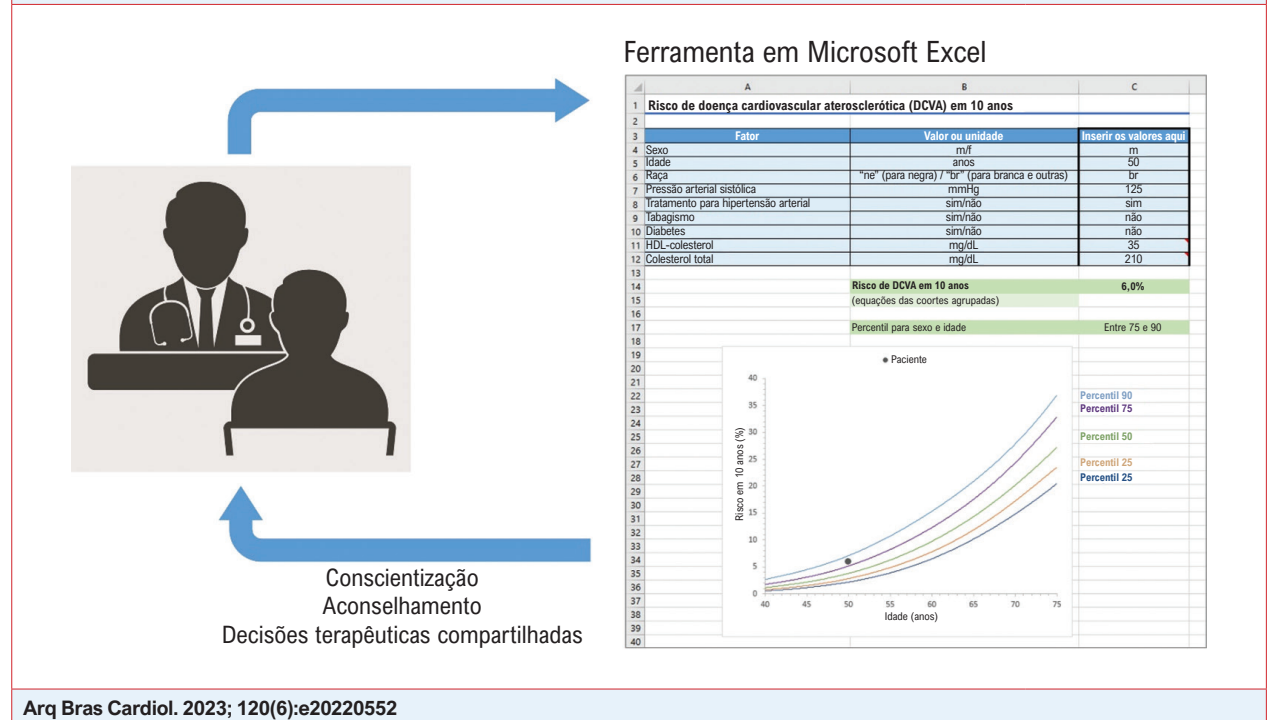 Ferramenta em Microsoft Excel
A B C
1 Risco de doença cardiovascular aterosclerótica (DCVA) em 10 anos
2
3 Fator Valor ou unidade Inserir os valores aqui
4 Sexo m/f m
5 Idade anos 50
6 Raça "ne" (para negra) / "br" (para branca e outras) br
7 Pressão arterial sistólica mmHg 125
8 Tratamento para hipertensão arterial sim/não sim
9 Tabagismo sim/não não
10 Diabetes sim/não não
11 HDL-colesterol mg/dL 35
12 Colesterol total mg/dL 210
13
14 Risco de DCVA em 10 anos 6,0%
15 (equações das coortes agrupadas)
16
17 Percentil para sexo e idade Entre 75 e 90
18
19 Paciente
20
21
22 Percentil 90
23 Percentil 75
24
25 Percentil 50
26
27 Percentil 25
28 Percentil 25
29
30
31
32
33
34
35
36
37
38
39
40
Risco em 10 anos (%)
40
35
30
25
20
15
10
5
0
40 45 50 55 60 65 70 75
Idade (anos)
Conscientização
Aconselhamento
Decisões terapêuticas compartilhadas
Arq Bras Cardiol. 2023; 120(6):e20220552